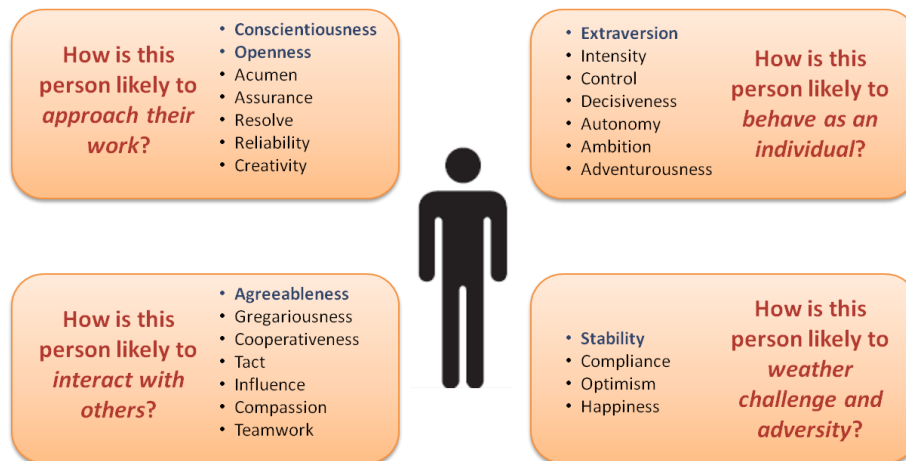 How is this
person likely to
approach their
work?
• Conscientiousness
• Openness
• Acumen
• Assurance
• Resolve
• Reliability
• Creativity
• Extraversion
• Intensity
• Control
• Decisiveness
• Autonomy
• Ambition
• Adventurousness
How is this
person likely to
behave as an
individual?
How is this
person likely to
interact with
others?
• Agreeableness
• Gregariousness
• Cooperativeness
• Tact
• Influence
• Compassion
• Teamwork
• Stability
• Compliance
• Optimism
• Happiness
How is this
person likely to
weather
challenge and
adversity?